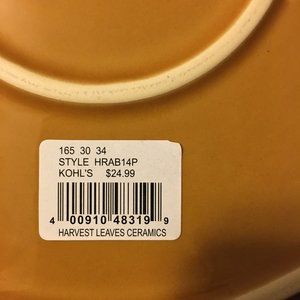 165 30 34
STYLE HRAB14P
KOHL'S $24.99
4 00910 48319 9
HARVEST LEAVES CERAMICS